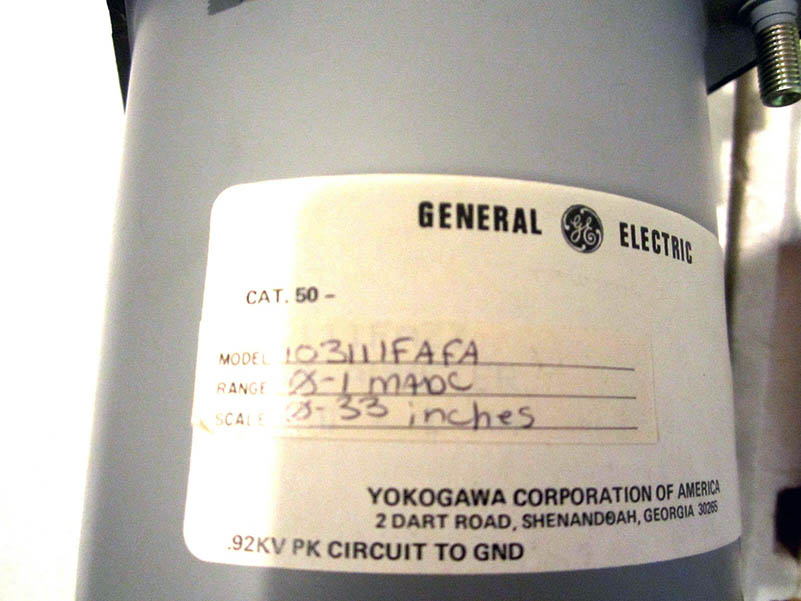 GENERAL GE ELECTRIC
CAT. 50 -
MODEL 103111FAFA
RANGE Ø-1 MADC
SCALE Ø-33 inches
YOKOGAWA CORPORATION OF AMERICA
2 DART ROAD, SHENANDOAH, GEORGIA 30265
.92KV PK CIRCUIT TO GND